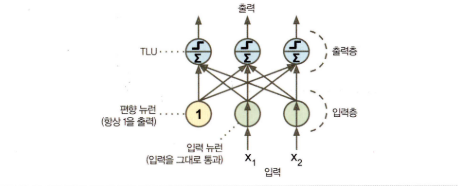 출력
TLU
Σ
Σ
Σ
출력층
편향 뉴런
(항상 1을 출력)
1
입력층
입력 뉴런
(입력을 그대로 통과)
x1
x2
입력